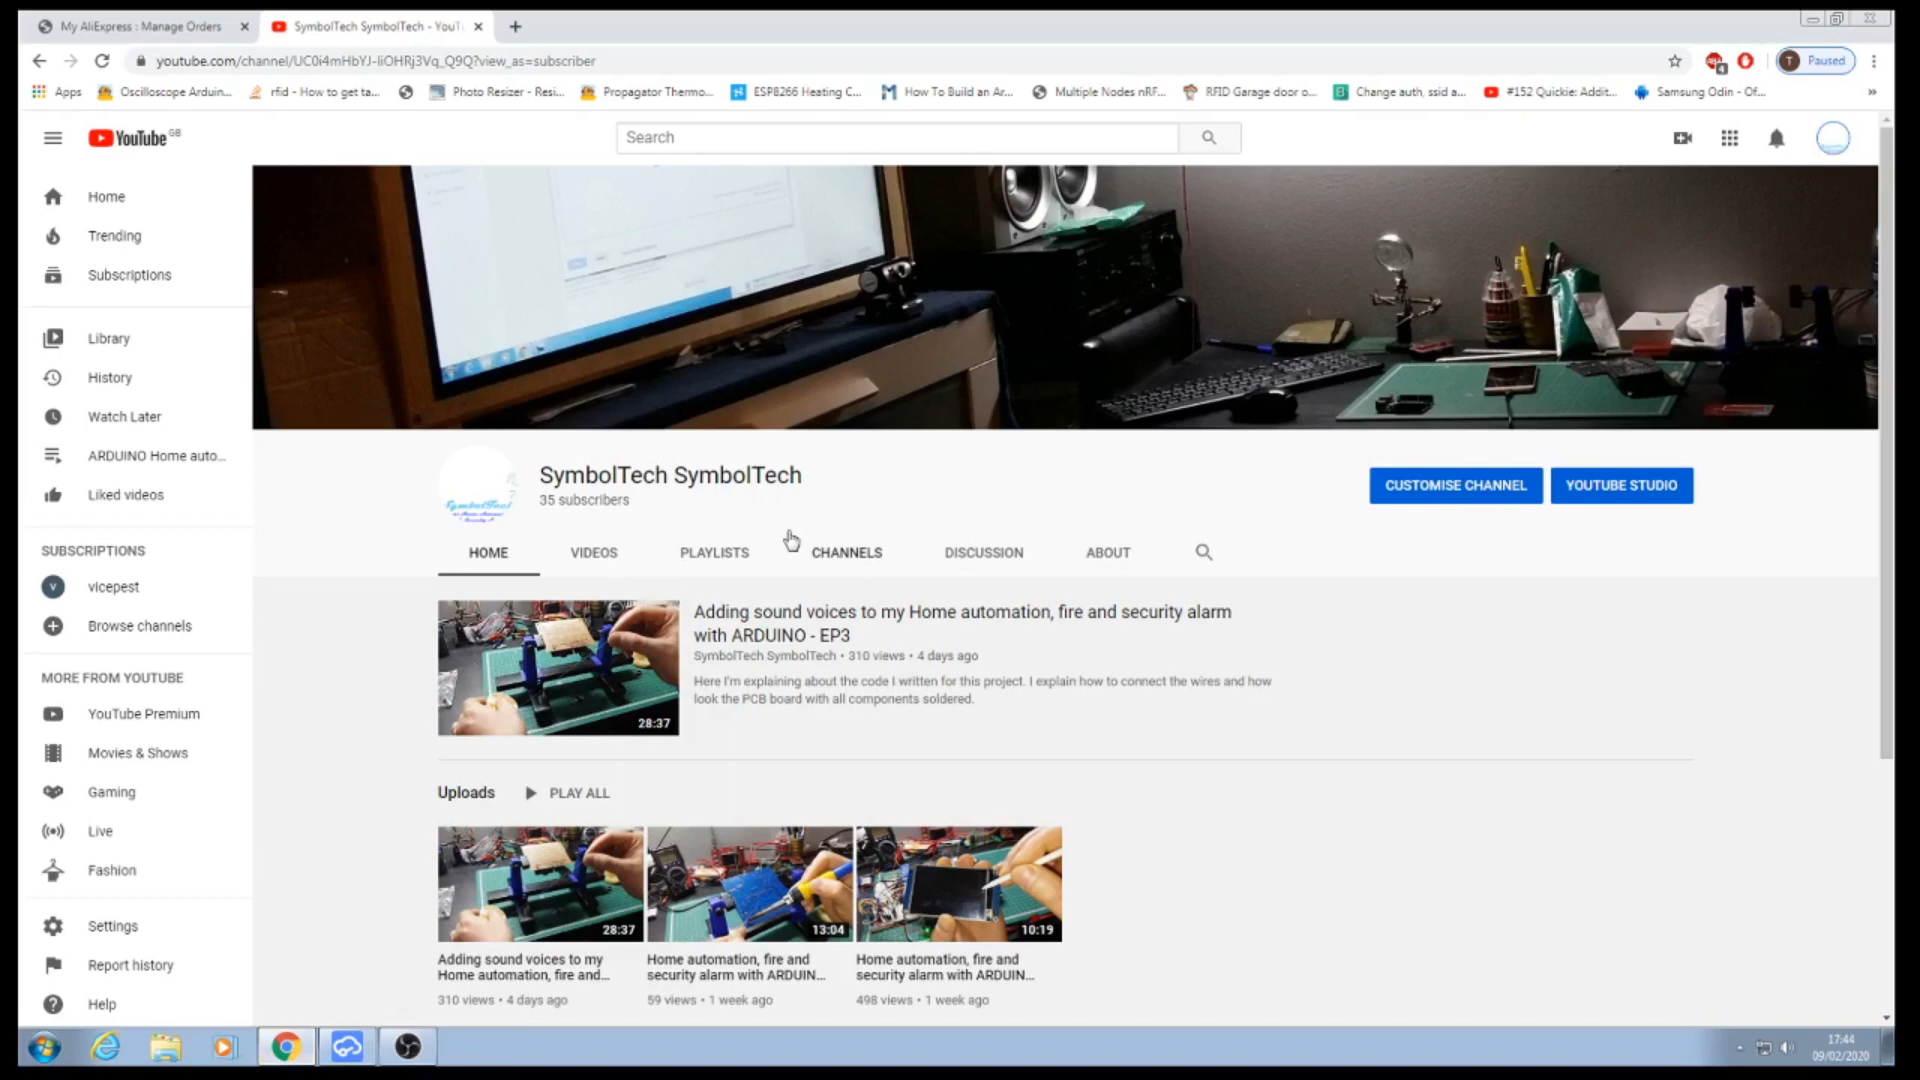 My AliExpress : Manage Orders
SymbolTech SymbolTech - YouT
youtube.com/channel/UC0i4mHbYJ-IiOHRj3Vq_Q9Q?view_as=subscriber
4
T Paused
Apps
Oscilloscope Arduin...
rfid - How to get ta...
Photo Resizer - Resi...
Propagator Thermo...
ESP8266 Heating C...
How To Build an Ar...
Multiple Nodes nRF...
RFID Garage door o...
Change auth, ssid a...
#152 Quickie: Addit...
Samsung Odin - Of...
YouTube GB
Search
Home
Trending
Subscriptions
Library
History
Watch Later
ARDUINO Home auto...
Liked videos
SUBSCRIPTIONS
V vicepest
Browse channels
MORE FROM YOUTUBE
YouTube Premium
Movies & Shows
Gaming
Live
Fashion
Settings
Report history
Help
SymbolTech SymbolTech
35 subscribers
CUSTOMISE CHANNEL
YOUTUBE STUDIO
HOME
VIDEOS
PLAYLISTS
CHANNELS
DISCUSSION
ABOUT
28:37
Adding sound voices to my Home automation, fire and security alarm
with ARDUINO - EP3
SymbolTech SymbolTech • 310 views • 4 days ago
Here I'm explaining about the code I written for this project. I explain how to connect the wires and how
look the PCB board with all components soldered.
Uploads
PLAY ALL
28:37
Adding sound voices to my
Home automation, fire and...
310 views • 4 days ago
13:04
Home automation, fire and
security alarm with ARDUIN...
59 views • 1 week ago
10:19
Home automation, fire and
security alarm with ARDUIN...
498 views • 1 week ago
17:44
09/02/2020